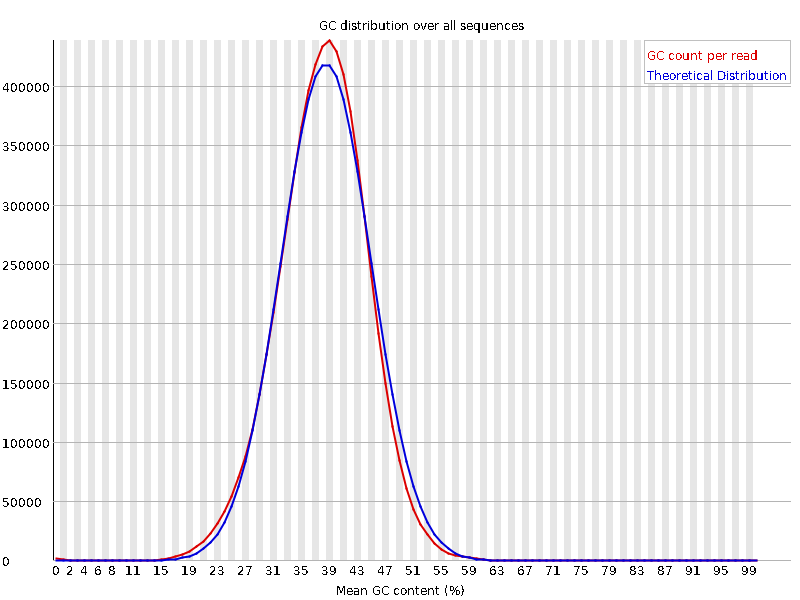 GC distribution over all sequences
GC count per read
Theoretical Distribution
400000
350000
300000
250000
200000
150000
100000
50000
0
0 2 4 6 8 11 15 19 23 27 31 35 39 43 47 51 55 59 63 67 71 75 79 83 87 91 95 99
Mean GC content (%)